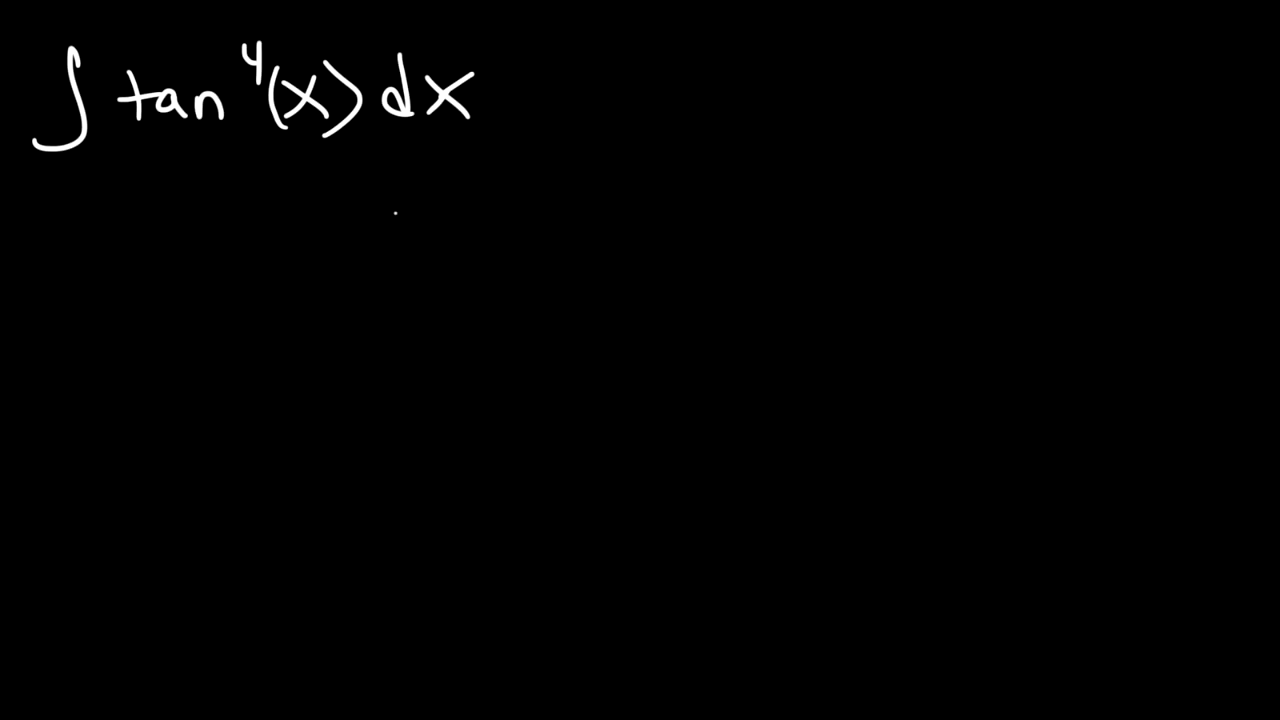 ∫ tan⁴(x) dx